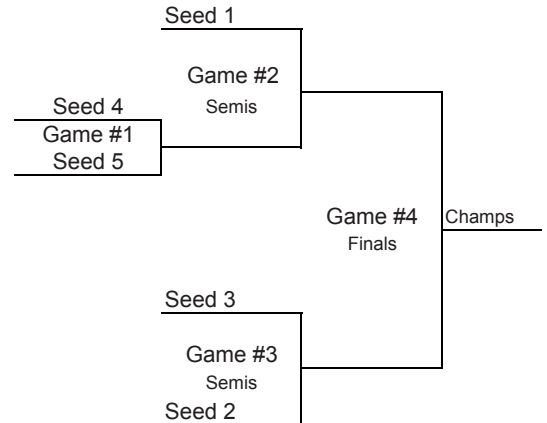 Seed 1
Game #2
Semis
Seed 4
Game #1
Seed 5
Game #4
Finals
Champs
Seed 3
Game #3
Semis
Seed 2